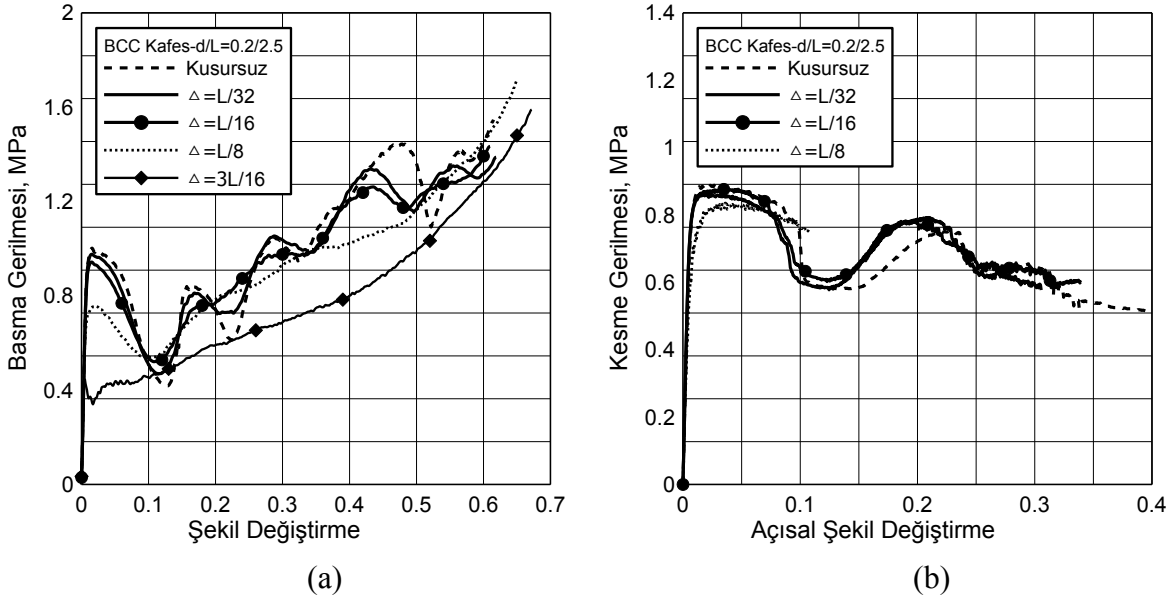 2
1.6
1.2
0.8
0.4
0
Basma Gerilmesi, MPa
BCC Kafes-d/L=0.2/2.5
Kusursuz
△=L/32
△=L/16
△=L/8
△=3L/16
0 0.1 0.2 0.3 0.4 0.5 0.6 0.7
Şekil Değiştirme
(a)
1.4
1.2
1
0.8
0.6
0.4
0.2
0
Kesme Gerilmesi, MPa
BCC Kafes-d/L=0.2/2.5
Kusursuz
△=L/32
△=L/16
△=L/8
0 0.1 0.2 0.3 0.4
Açısal Şekil Değiştirme
(b)